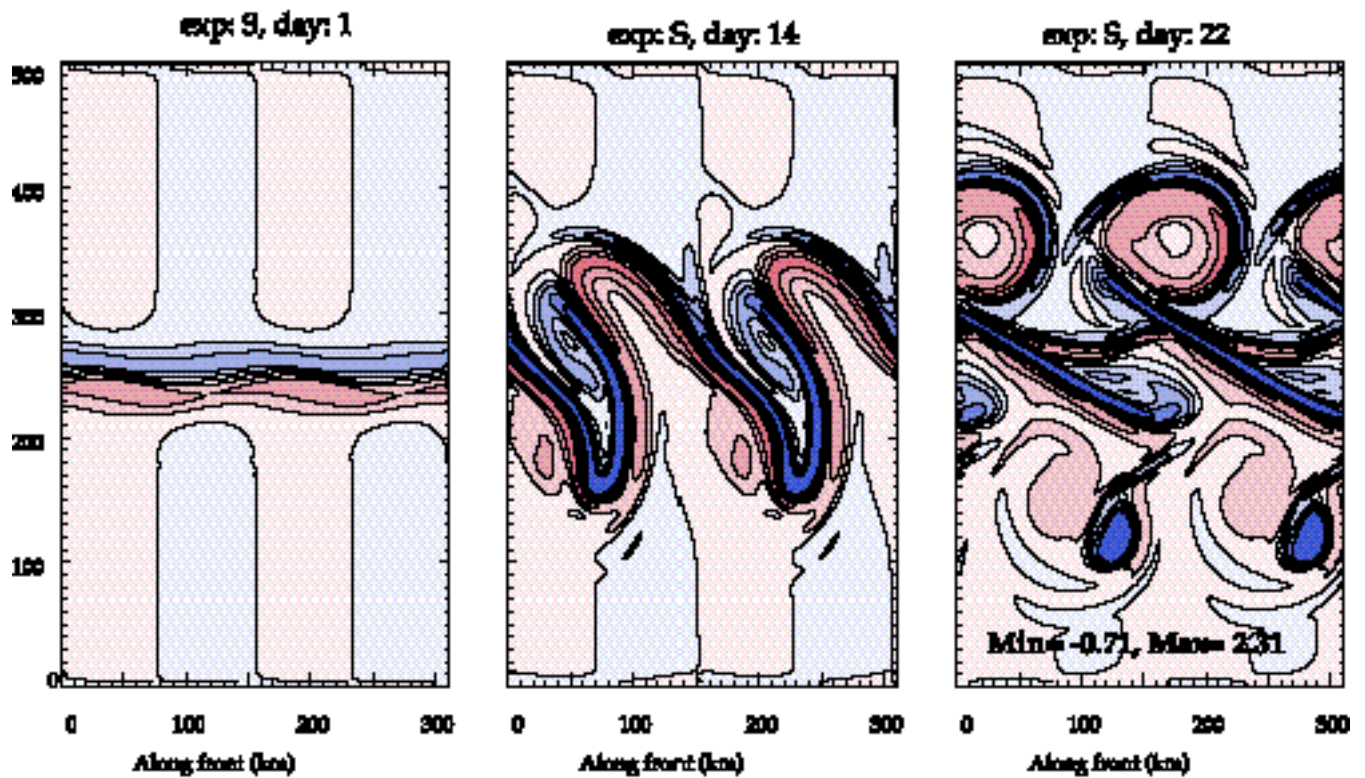 exp: S, day: 1
exp: S, day: 14
exp: S, day: 22
500
400
300
200
100
0
Min= -0.71, Max= 2.31
0 100 200 300
0 100 200 300
0 100 200 300
Along front (km)
Along front (km)
Along front (km)